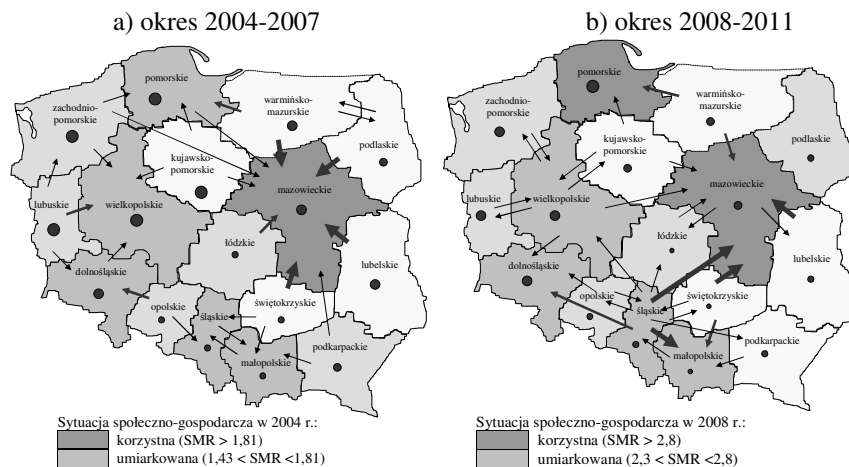 a) okres 2004-2007
pomorskie
warmińsko-
mazurskie
zachodnio-
pomorskie
podlaskie
kujawsko-
pomorskie
mazowieckie
lubuskie
wielkopolskie
łódzkie
lubelskie
dolnośląskie
opolskie
śląskie
świętokrzyskie
podkarpackie
małopolskie
Sytuacja społeczno-gospodarcza w 2004 r.:
korzystna (SMR > 1,81)
umiarkowana (1,43 < SMR <1,81)
b) okres 2008-2011
pomorskie
warmińsko-
mazurskie
zachodnio-
pomorskie
podlaskie
kujawsko-
pomorskie
mazowieckie
lubuskie
wielkopolskie
łódzkie
lubelskie
dolnośląskie
opolskie
śląskie
świętokrzyskie
podkarpackie
małopolskie
Sytuacja społeczno-gospodarcza w 2008 r.:
korzystna (SMR > 2,8)
umiarkowana (2,3 < SMR <2,8)